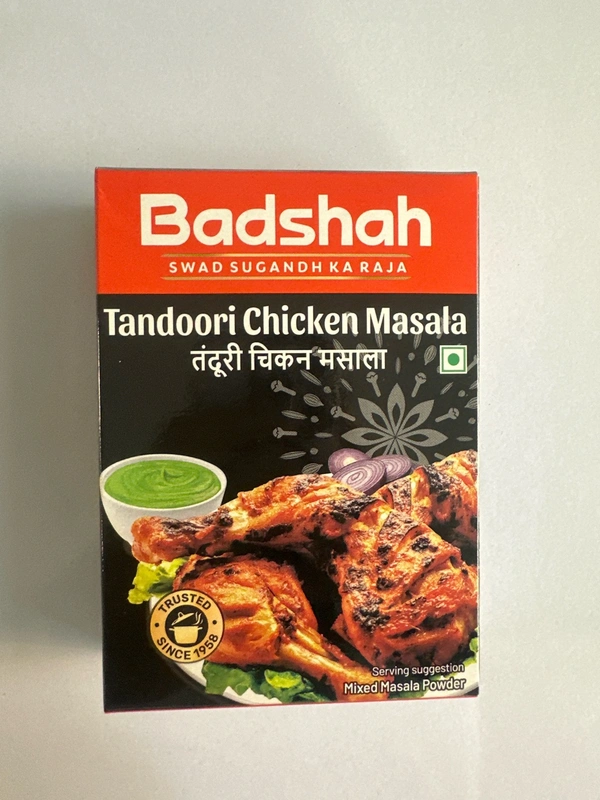 Badshah
SWAD SUGANDH KA RAJA
Tandoori Chicken Masala
तंदूरी चिकन मसाला
TRUSTED
SINCE 1958
Serving suggestion
Mixed Masala Powder